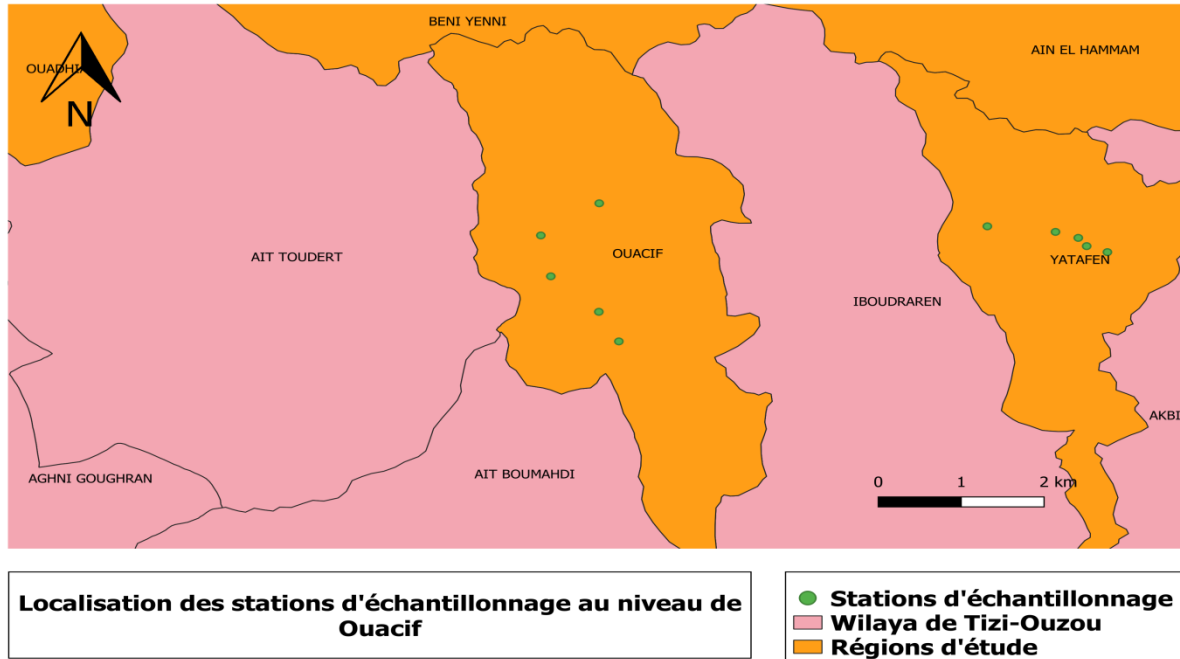 BENI YENNI
AIN EL HAMMAM
N
AIT TOUDERT
OUACIF
YATAFEN
IBOUDRAREN
AKBI
AGHNI GOUGHRAN
AIT BOUMAHDI
0 1 2 km
Localisation des stations d'échantillonnage au niveau de
Ouacif
Stations d'échantillonnage
Wilaya de Tizi-Ouzou
Régions d'étude